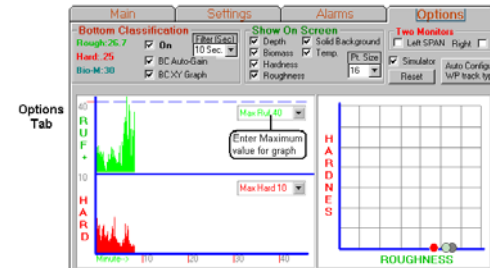 Main Settings Alarms Options
Bottom Classification Show On Screen Two Monitors
Rough:26.7 On Filter (Sec) Depth Solid Background Left SPAN Right
Hard:.25 10 Sec. Biomass Temp. Pt. Size Simulator
Bio-M:30 BC Auto-Gain Hardness 16 Reset Auto Config
BC XY Graph Roughness WP track typ
Options
Tab
40
RUF+
Max Ruf 40
Enter Maximum
value for graph
10
HARD
Max Hard 10
Minute-> 10 20 30 40
HARDNES
ROUGHNESS